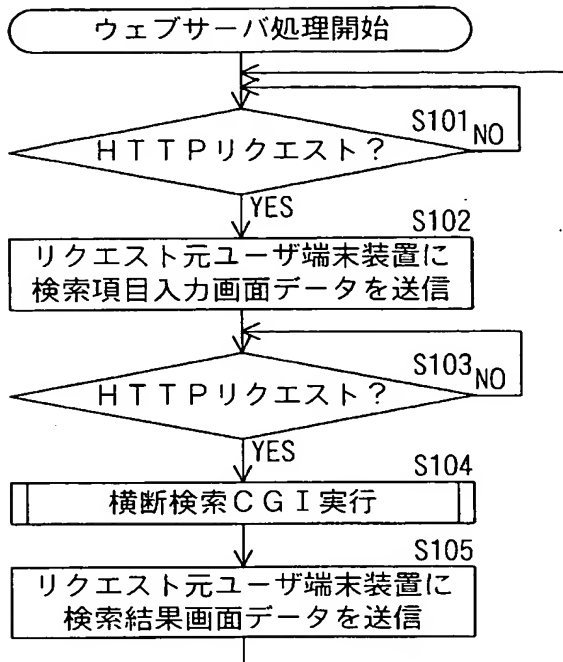 ウェブサーバ処理開始
S101
HTTPリクエスト？
NO
YES
S102
リクエスト元ユーザ端末装置に
検索項目入力画面データを送信
S103
HTTPリクエスト？
NO
YES
S104
横断検索CGI実行
S105
リクエスト元ユーザ端末装置に
検索結果画面データを送信